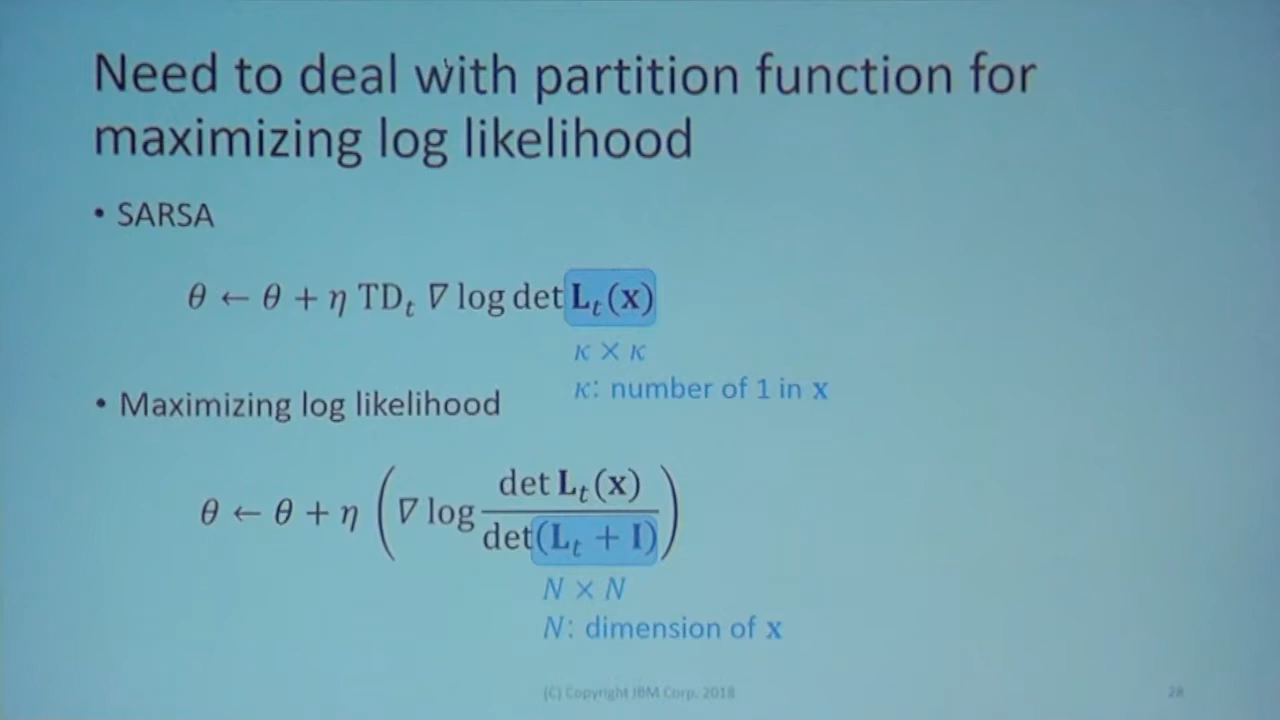 Need to deal with partition function for
maximizing log likelihood
• SARSA
θ ← θ + η TD_t ∇ log det L_t(x)
κ × κ
κ: number of 1 in x
• Maximizing log likelihood
θ ← θ + η (∇ log det L_t(x) / det(L_t + I))
N × N
N: dimension of x
(C) Copyright IBM Corp. 2018
28